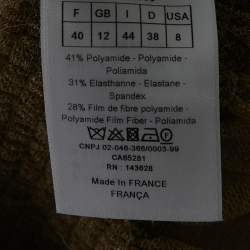 F GB I D USA
40 12 44 38 8
41% Polyamide - Polyamide -
Poliamida
31% Elasthanne - Elastane -
Spandex
28% Film de fibre polyamide -
Polyamide Film Fiber - Poliamida
CNPJ 02-046-366/0003-99
CA65281
RN : 143628
Made In FRANCE
FRANÇA